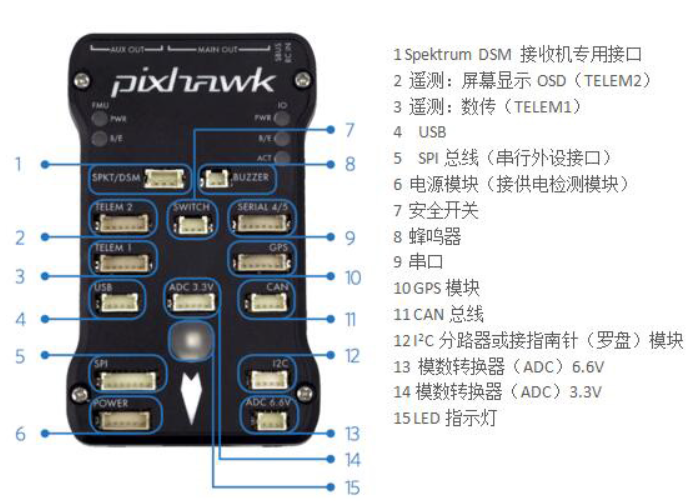 AUX OUT
MAIN OUT
SBUS
RC IN
pixhawk
FMU
IO
PWR
PWR
B/E
B/E
ACT
SPKT/DSM
BUZZER
TELEM 2
SWITCH
SERIAL 4/5
TELEM 1
GPS
USB
ADC 3.3V
CAN
SPI
I2C
POWER
ADC 6.6V
1
2
3
4
5
6
7
8
9
10
11
12
13
14
15
1 Spektrum DSM 接收机专用接口
2 遥测：屏幕显示 OSD（TELEM2）
3 遥测：数传（TELEM1）
4 USB
5 SPI 总线（串行外设接口）
6 电源模块（接供电检测模块）
7 安全开关
8 蜂鸣器
9 串口
10 GPS 模块
11 CAN 总线
12 I²C 分路器或接指南针（罗盘）模块
13 模数转换器（ADC）6.6V
14 模数转换器（ADC）3.3V
15 LED 指示灯